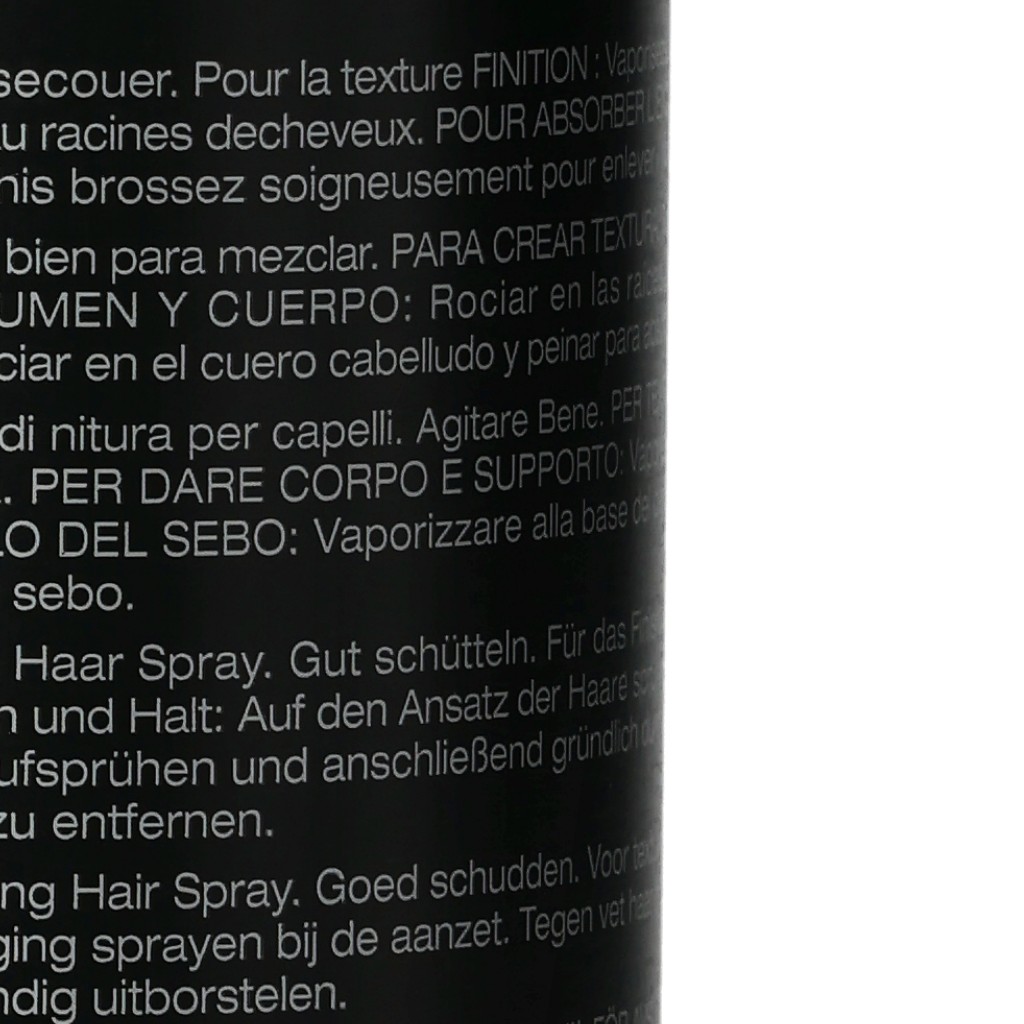 secouer. Pour la texture FINITION :
racines decheveux. POUR ABSORBER
brossez soigneusement pour enlever
bien para mezclar. PARA CREAR
UMEN Y CUERPO: Rociar en las
ciar en el cuero cabelludo y peinar para
di nitura per capelli. Agitare Bene. PER
. PER DARE CORPO E SUPPORTO:
LO DEL SEBO: Vaporizzare alla base
sebo.
Haar Spray. Gut schütteln. Für das
n und Halt: Auf den Ansatz der Haare
ufsprühen und anschließend gründlich
zu entfernen.
ng Hair Spray. Goed schudden. Voor
ging sprayen bij de aanzet. Tegen vet
ndig uitborstelen.